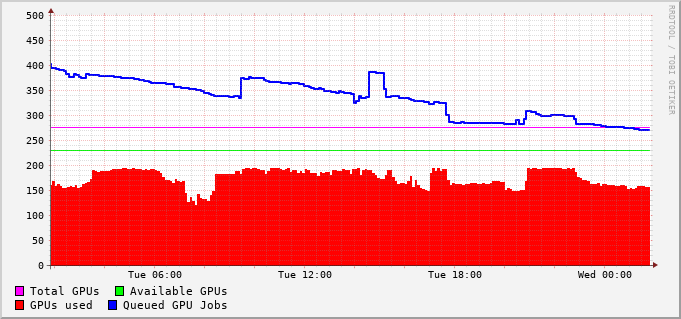 500
450
400
350
300
250
200
150
100
50
0
Tue 06:00 Tue 12:00 Tue 18:00 Wed 00:00
Total GPUs Available GPUs
GPUs used Queued GPU Jobs
RRDTOOL / TOBI OETIKER